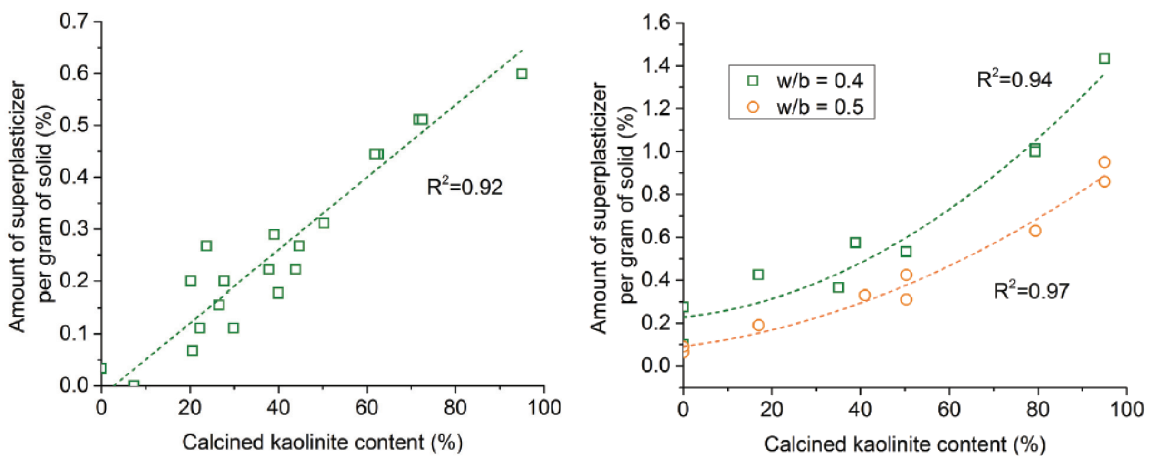 Amount of superplasticizer
per gram of solid (%)
0.7
0.6
0.5
0.4
0.3
0.2
0.1
0.0
R²=0.92
0 20 40 60 80 100
Calcined kaolinite content (%)
Amount of superplasticizer
per gram of solid (%)
1.6
1.4
1.2
1.0
0.8
0.6
0.4
0.2
0.0
w/b = 0.4
w/b = 0.5
R²=0.94
R²=0.97
0 20 40 60 80 100
Calcined kaolinite content (%)